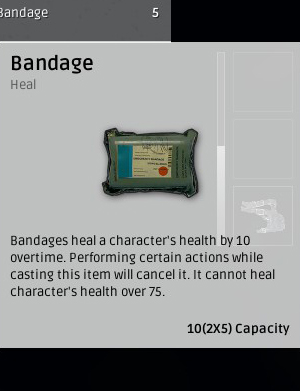 Bandage 5
Bandage
Heal
Bandages heal a character's health by 10
overtime. Performing certain actions while
casting this item will cancel it. It cannot heal
character's health over 75.
10(2X5) Capacity